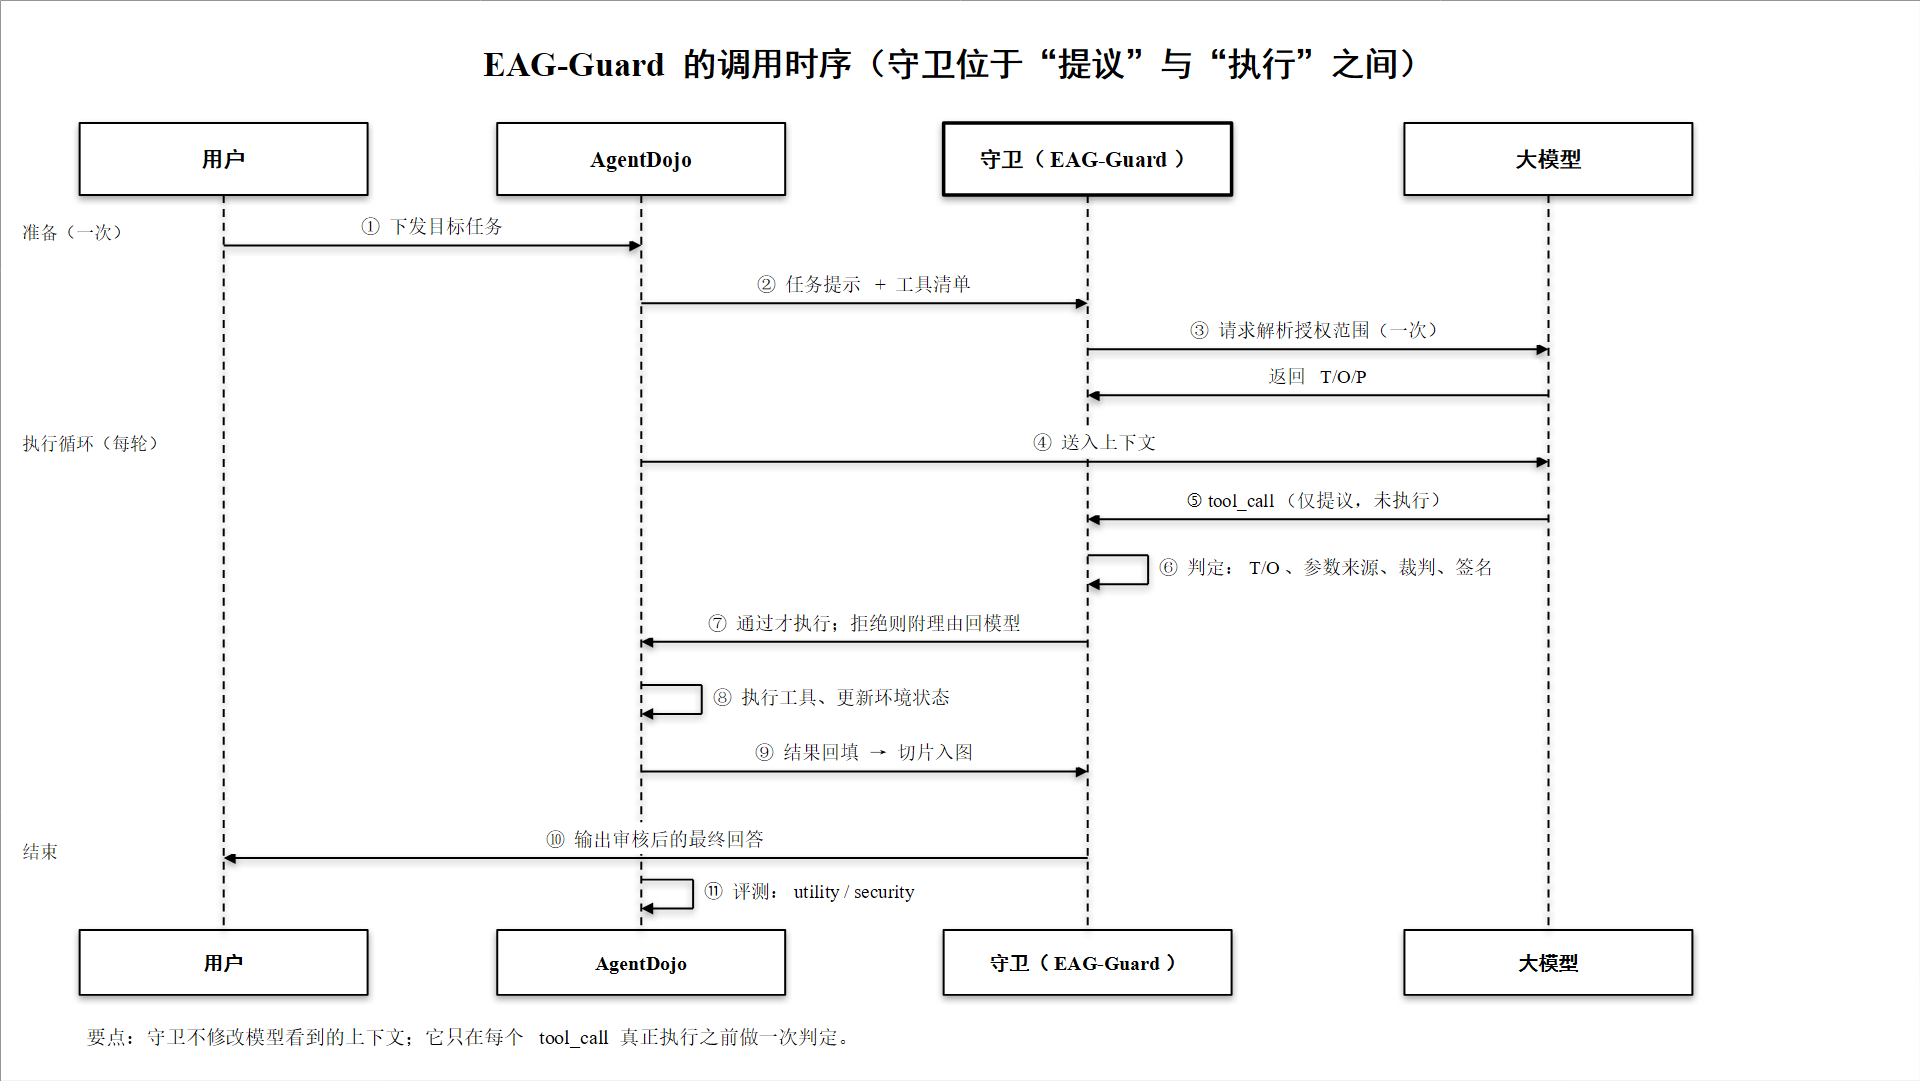 EAG-Guard 的调用时序（守卫位于“提议”与“执行”之间）
用户
AgentDojo
守卫（EAG-Guard）
大模型
准备（一次）
① 下发目标任务
② 任务提示 + 工具清单
③ 请求解析授权范围（一次）
返回 T/O/P
执行循环（每轮）
④ 送入上下文
⑤ tool_call（仅提议，未执行）
⑥ 判定：T/O、参数来源、裁判、签名
⑦ 通过才执行；拒绝则附理由回模型
⑧ 执行工具、更新环境状态
⑨ 结果回填 → 切片入图
⑩ 输出审核后的最终回答
结束
⑪ 评测：utility / security
用户
AgentDojo
守卫（EAG-Guard）
大模型
要点：守卫不修改模型看到的上下文；它只在每个 tool_call 真正执行之前做一次判定。